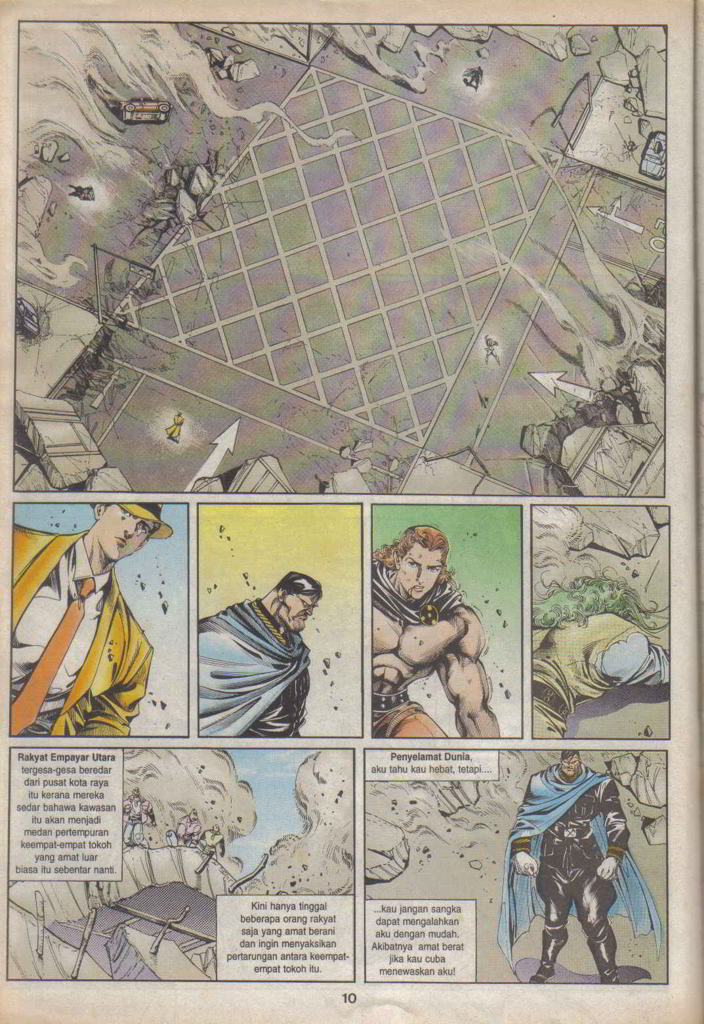 Rakyat Empayar Utara
tergesa-gesa beredar
dari pusat kota raya
itu kerana mereka
sedar bahawa kawasan
itu akan menjadi
medan pertempuran
keempat-empat tokoh
yang amat luar
biasa itu sebentar nanti.
Kini hanya tinggal
beberapa orang rakyat
saja yang amat berani
dan ingin menyaksikan
pertarungan antara keempat-
empat tokoh itu.
Penyelamat Dunia,
aku tahu kau hebat, tetapi....
...kau jangan sangka
dapat mengalahkan
aku dengan mudah.
Akibatnya amat berat
jika kau cuba
menewaskan aku!
10